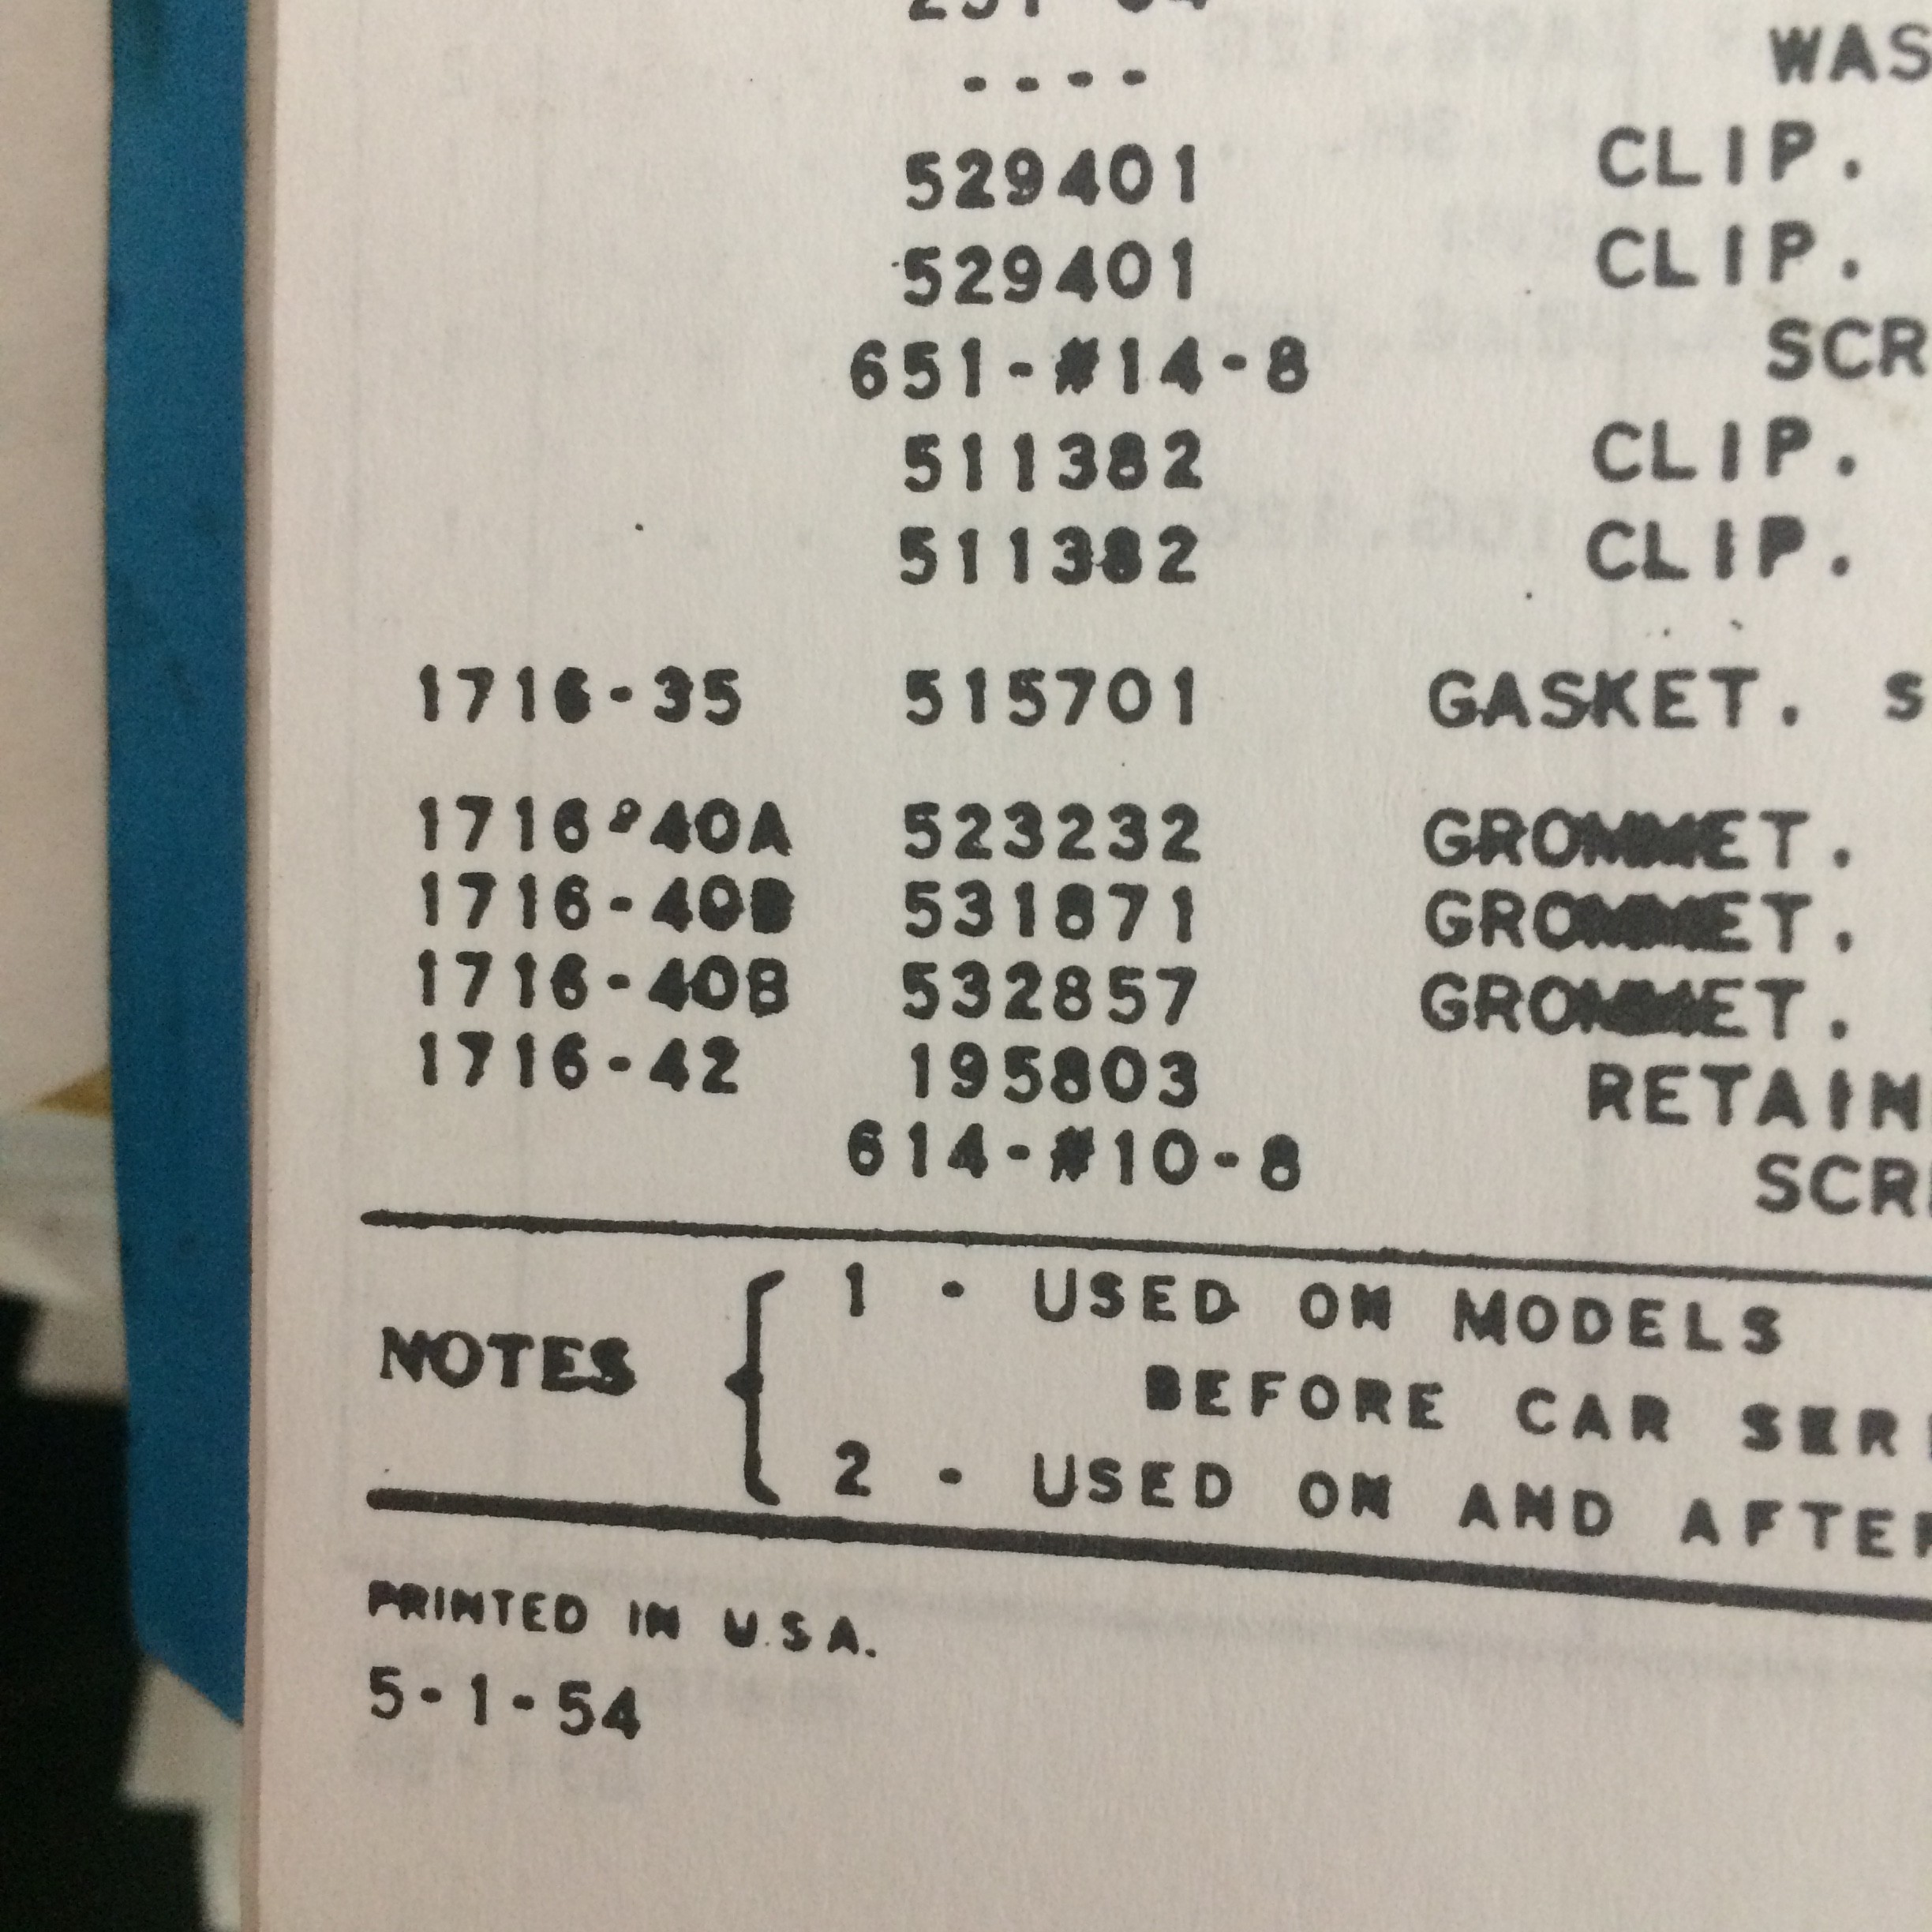 ---- WAS
529401 CLIP.
529401 CLIP.
651-#14-8 SCR
511382 CLIP.
511382 CLIP.
1716-35 515701 GASKET. S
1716-40A 523232 GROMMET.
1716-40B 531871 GROMMET.
1716-40B 532857 GROMMET.
1716-42 195803 RETAIN
614-#10-8 SCR
NOTES { 1 - USED ON MODELS
BEFORE CAR SER
2 - USED ON AND AFTER
PRINTED IN U.S.A.
5-1-54